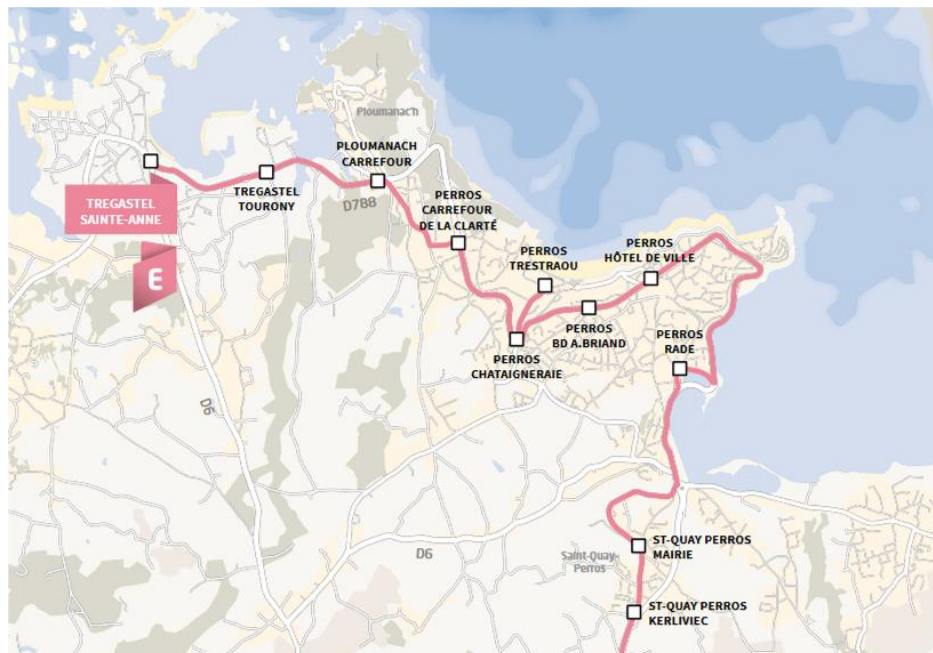 Ploumanac'h
PLOUMANACH
CARREFOUR
TREGASTEL
SAINTE-ANNE
TREGASTEL
TOURONY
D788
PERROS
CARREFOUR
DE LA CLARTÉ
PERROS
TRESTRAOU
PERROS
HÔTEL DE VILLE
E
PERROS
BD A.BRIAND
PERROS
RADE
PERROS
CHATAIGNERAIE
D6
D6
Saint-Quay-
Perros
ST-QUAY PERROS
MAIRIE
ST-QUAY PERROS
KERLIVIEC